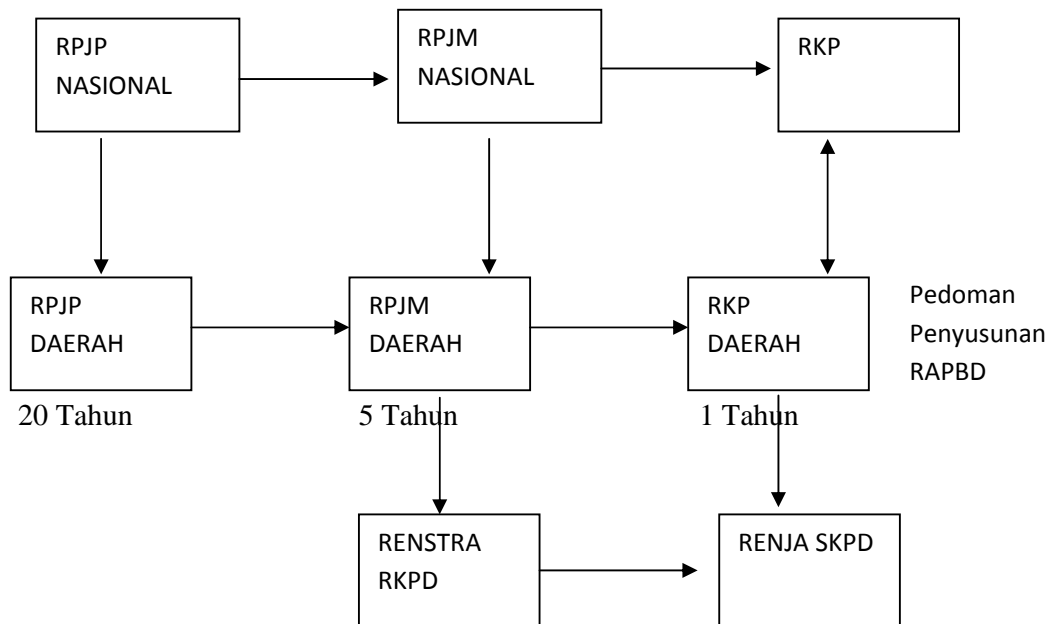 RPJP
NASIONAL
RPJM
NASIONAL
RKP
RPJP
DAERAH
RPJM
DAERAH
RKP
DAERAH
Pedoman
Penyusunan
RAPBD
20 Tahun
5 Tahun
1 Tahun
RENSTRA
RKPD
RENJA SKPD